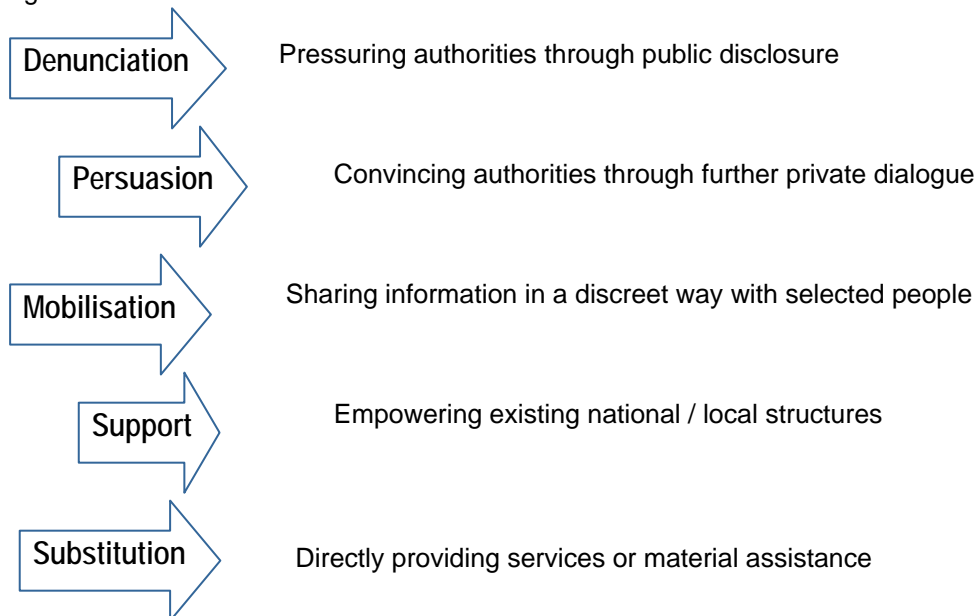 Denunciation Pressuring authorities through public disclosure
Persuasion Convincing authorities through further private dialogue
Mobilisation Sharing information in a discreet way with selected people
Support Empowering existing national / local structures
Substitution Directly providing services or material assistance